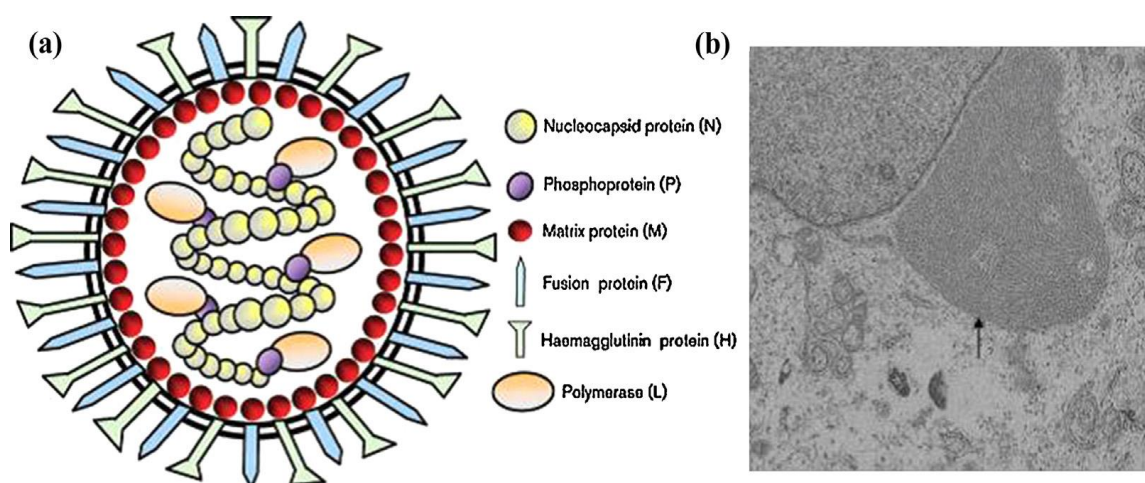 (a)
Nucleocapsid protein (N)
Phosphoprotein (P)
Matrix protein (M)
Fusion protein (F)
Haemagglutinin protein (H)
Polymerase (L)
(b)